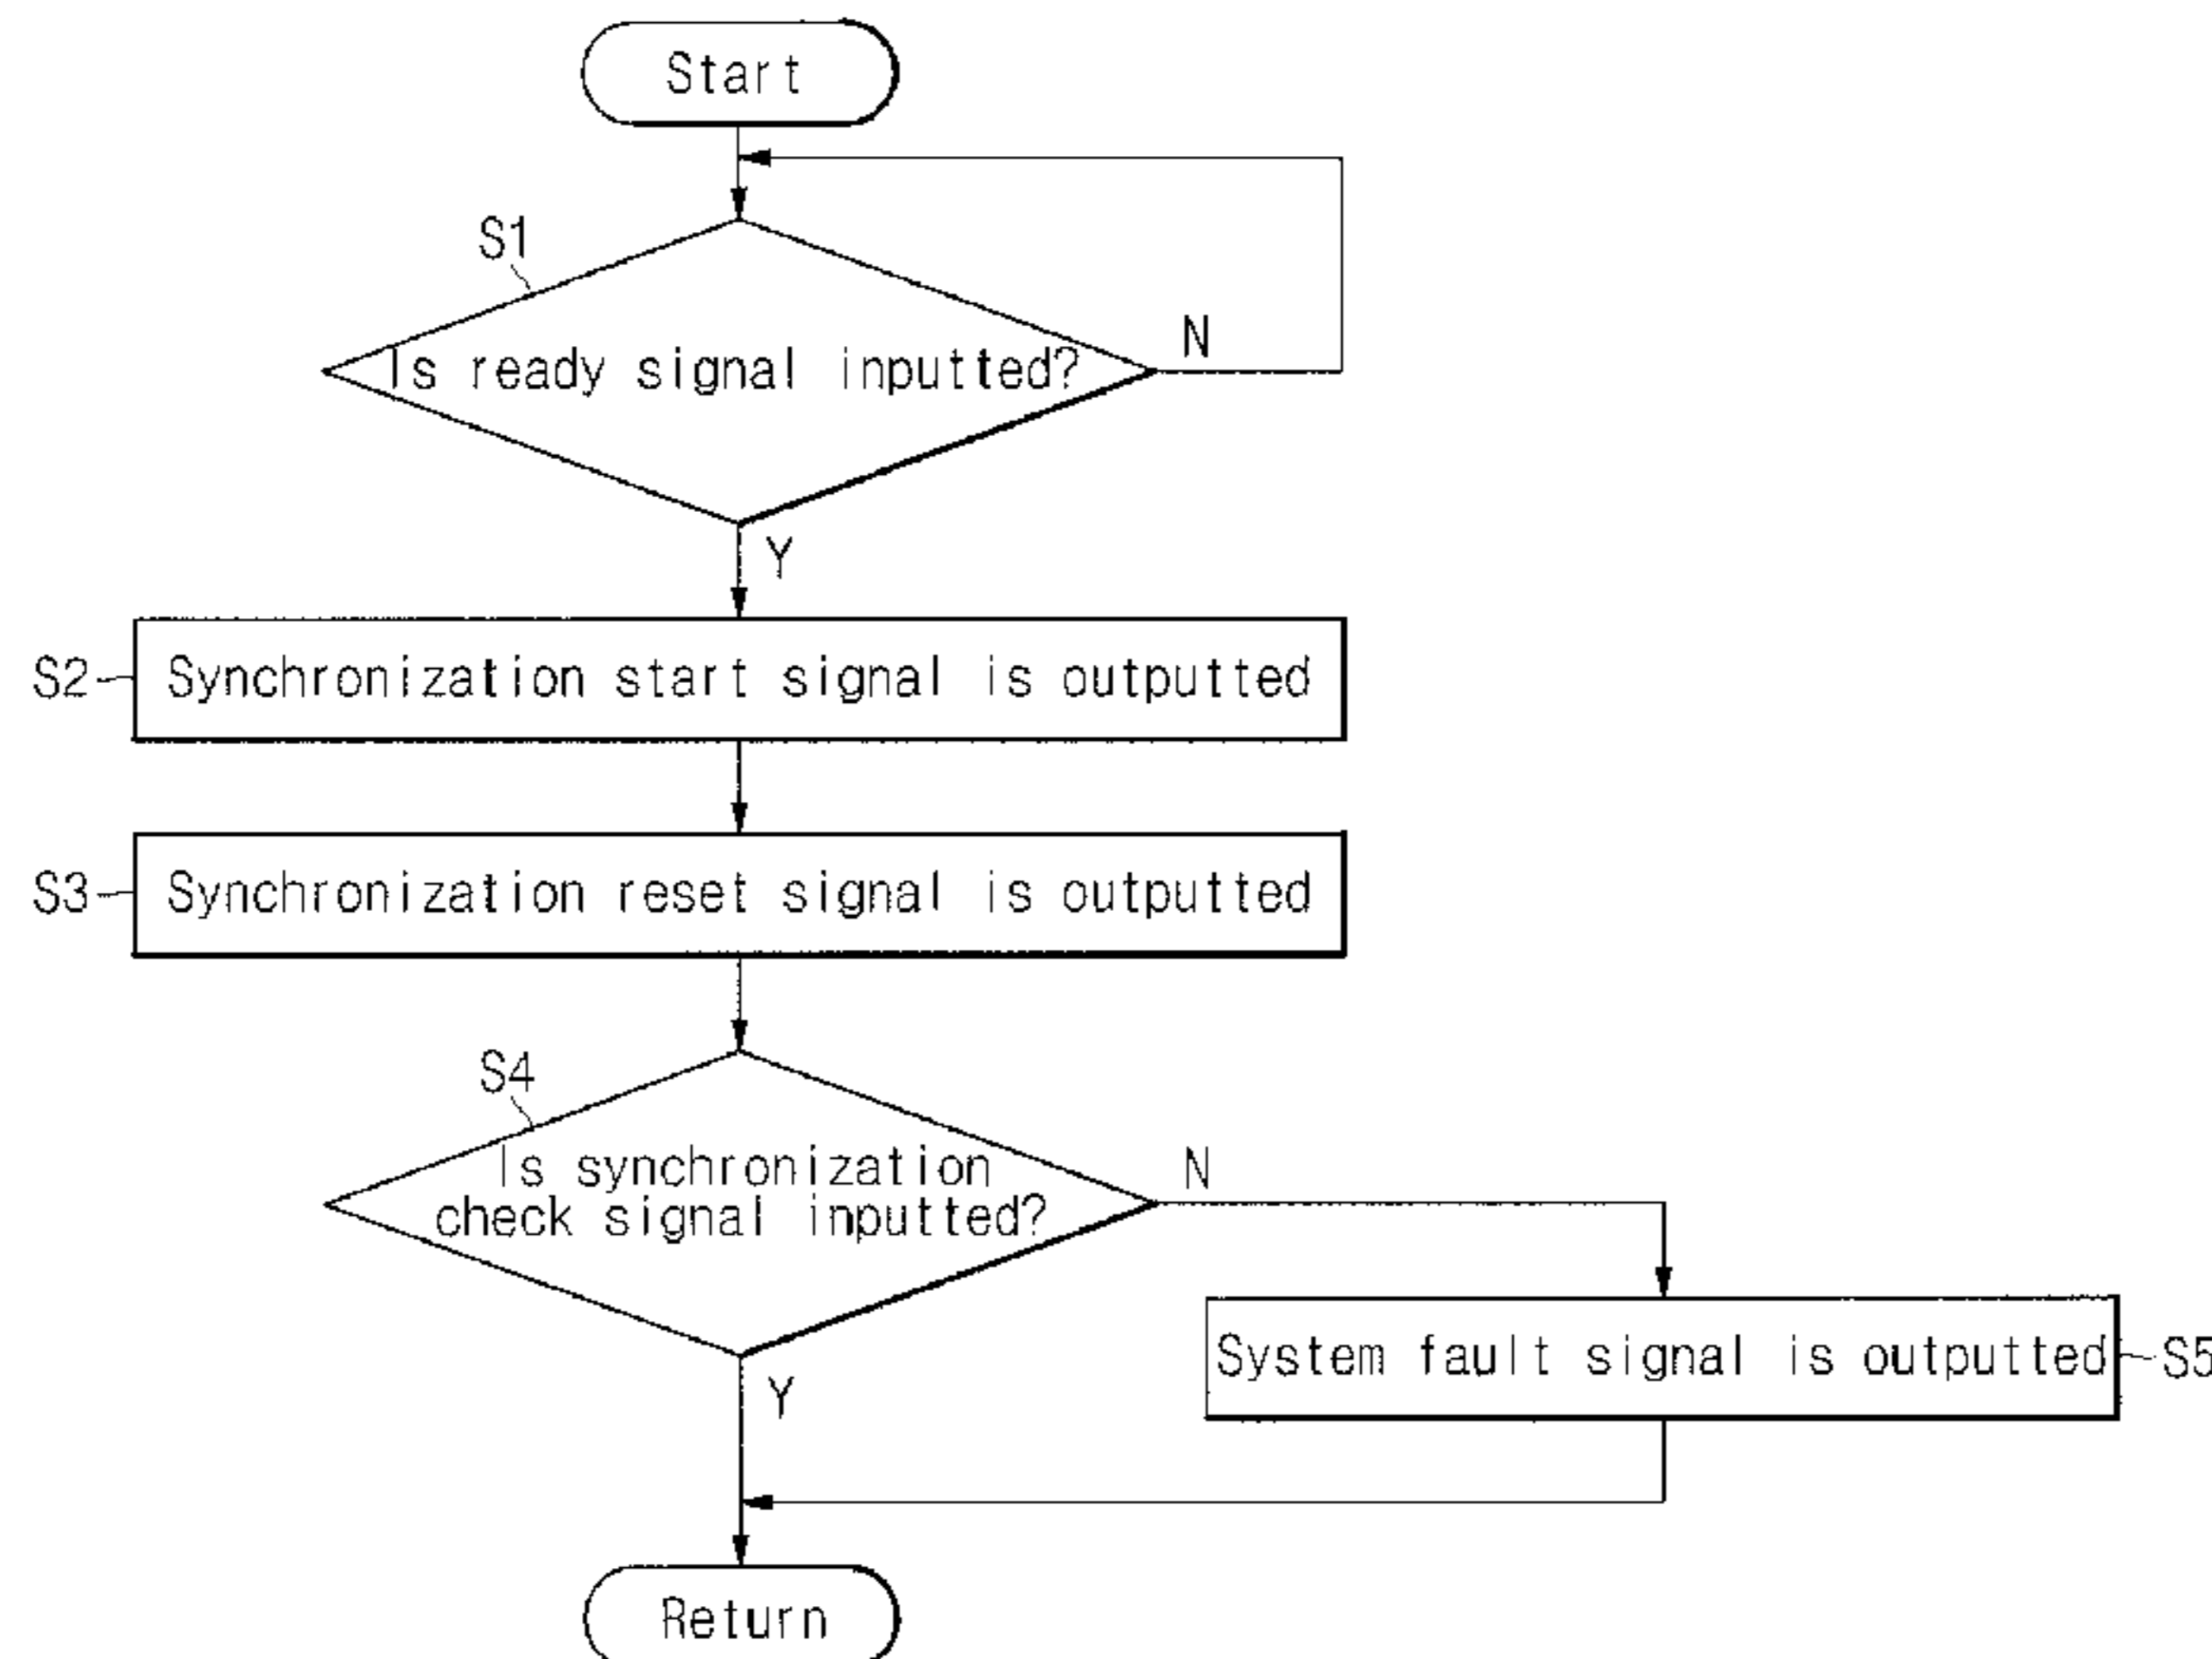 Start
S1
Is ready signal inputted?
N
Y
S2
Synchronization start signal is outputted
S3
Synchronization reset signal is outputted
S4
Is synchronization
check signal inputted?
N
System fault signal is outputted
S5
Y
Return